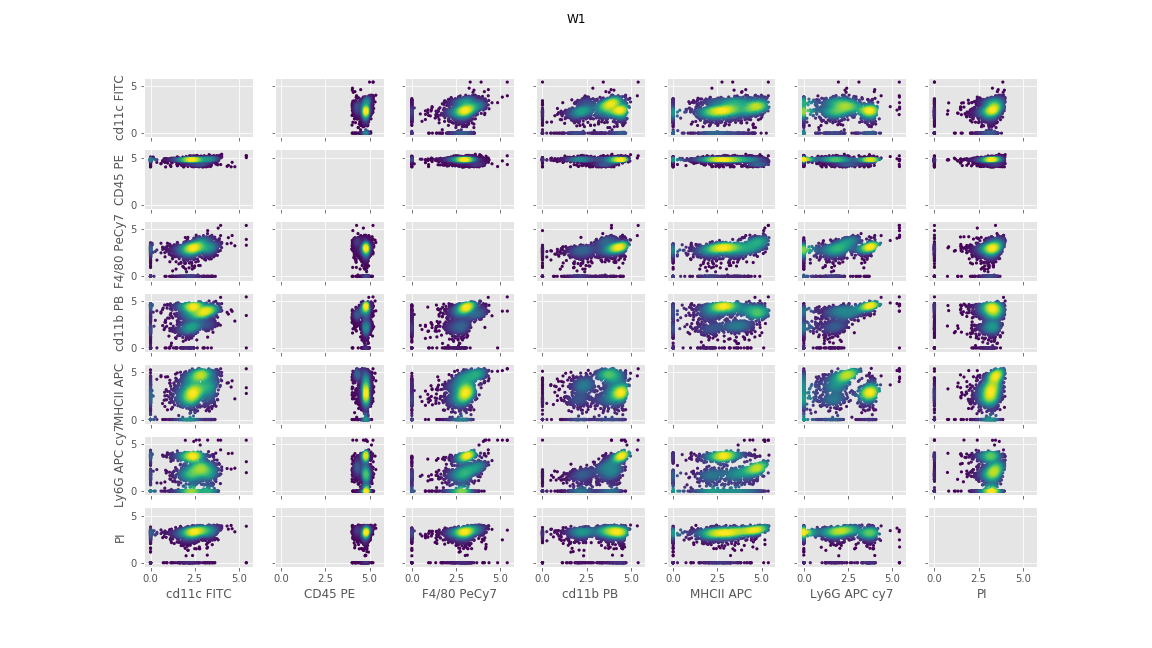 W1
cd11c FITC
5
0
CD45 PE
5
0
F4/80 PeCy7
5
0
cd11b PB
5
0
MHCII APC
5
0
Ly6G APC cy7
5
0
PI
5
0
0.0 2.5 5.0 0.0 2.5 5.0 0.0 2.5 5.0 0.0 2.5 5.0 0.0 2.5 5.0 0.0 2.5 5.0 0.0 2.5 5.0
cd11c FITC CD45 PE F4/80 PeCy7 cd11b PB MHCII APC Ly6G APC cy7 PI